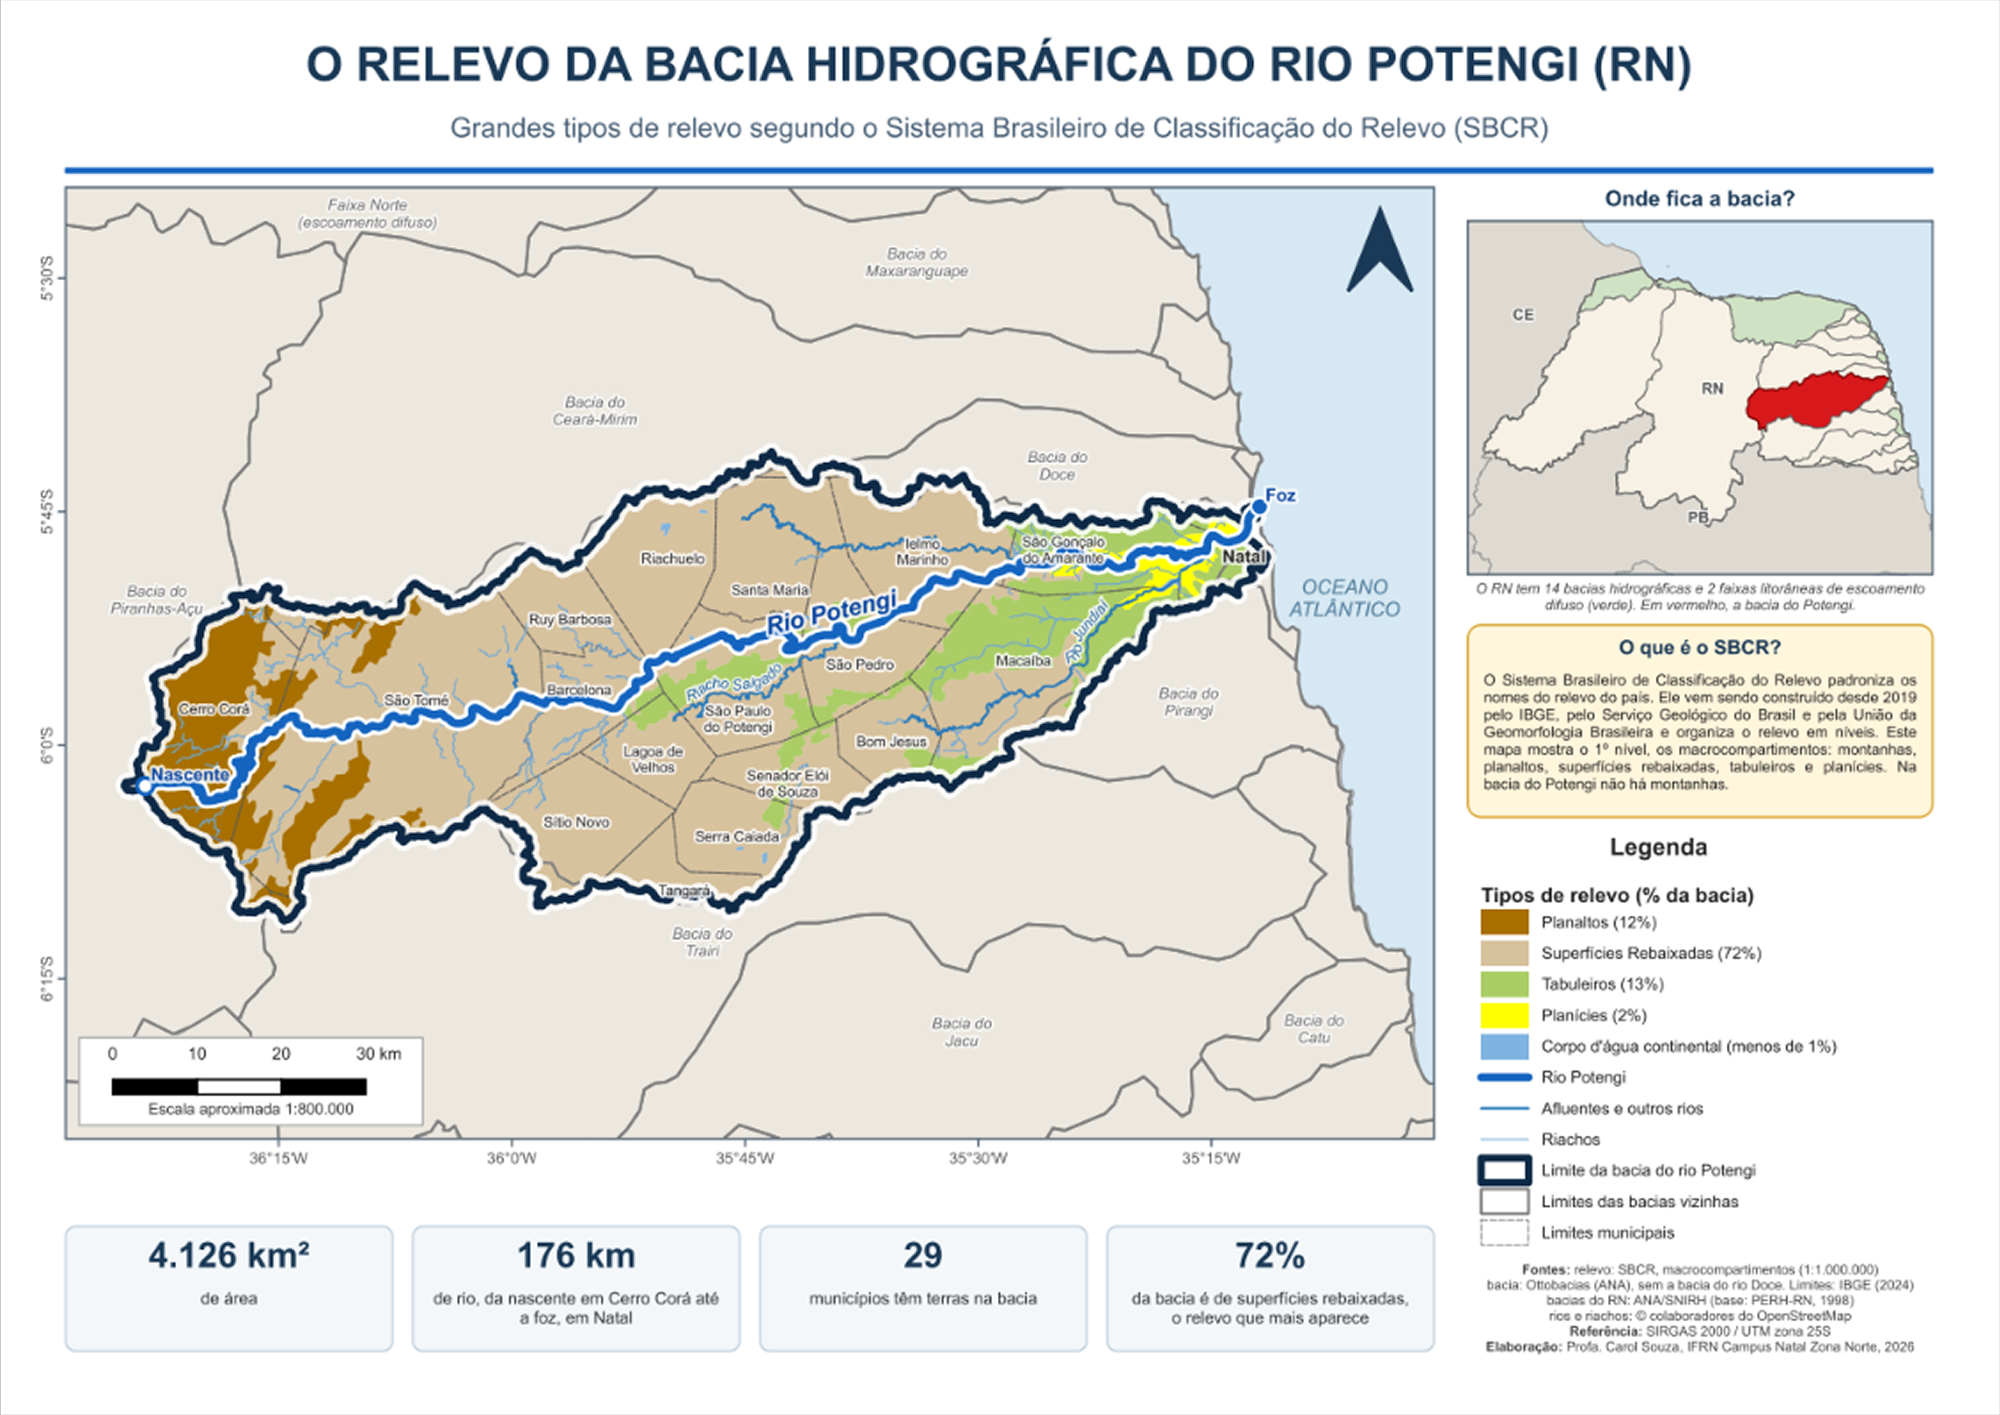 O RELEVO DA BACIA HIDROGRÁFICA DO RIO POTENGI (RN)
Grandes tipos de relevo segundo o Sistema Brasileiro de Classificação do Relevo (SBCR)
Faixa Norte
(escoamento difuso)
Bacia do
Maxaranguape
Bacia do
Ceará-Mirim
Bacia do
Doce
Bacia do
Piranhas-Açu
Bacia do
Pirangi
Bacia do
Trairi
Bacia do
Jacu
Bacia do
Catu
OCEANO
ATLÂNTICO
Foz
Natal
São Gonçalo
do Amarante
Ielmo
Marinho
Riachuelo
Santa Maria
Rio Potengi
Ruy Barbosa
Rio Jundiaí
Macaíba
São Pedro
Riacho Salgado
Barcelona
São Tomé
Cerro Corá
São Paulo
do Potengi
Bom Jesus
Lagoa de
Velhos
Nascente
Senador Elói
de Souza
Sítio Novo
Serra Caiada
Tangará
5°30'S
5°45'S
6°0'S
6°15'S
36°15'W
36°0'W
35°45'W
35°30'W
35°15'W
0 10 20 30 km
Escala aproximada 1:800.000
Onde fica a bacia?
CE
RN
PB
O RN tem 14 bacias hidrográficas e 2 faixas litorâneas de escoamento
difuso (verde). Em vermelho, a bacia do Potengi.
O que é o SBCR?
O Sistema Brasileiro de Classificação do Relevo padroniza os
nomes do relevo do país. Ele vem sendo construído desde 2019
pelo IBGE, pelo Serviço Geológico do Brasil e pela União da
Geomorfologia Brasileira e organiza o relevo em níveis. Este
mapa mostra o 1º nível, os macrocompartimentos: montanhas,
planaltos, superfícies rebaixadas, tabuleiros e planícies. Na
bacia do Potengi não há montanhas.
Legenda
Tipos de relevo (% da bacia)
Planaltos (12%)
Superfícies Rebaixadas (72%)
Tabuleiros (13%)
Planícies (2%)
Corpo d'água continental (menos de 1%)
Rio Potengi
Afluentes e outros rios
Riachos
Limite da bacia do rio Potengi
Limites das bacias vizinhas
Limites municipais
4.126 km²
de área
176 km
de rio, da nascente em Cerro Corá até
a foz, em Natal
29
municípios têm terras na bacia
72%
da bacia é de superfícies rebaixadas,
o relevo que mais aparece
Fontes: relevo: SBCR, macrocompartimentos (1:1.000.000)
bacia: Ottobacias (ANA), sem a bacia do rio Doce. Limites: IBGE (2024)
bacias do RN: ANA/SNIRH (base: PERH-RN, 1998)
rios e riachos: © colaboradores do OpenStreetMap
Referência: SIRGAS 2000 / UTM zona 25S
Elaboração: Profa. Carol Souza, IFRN Campus Natal Zona Norte, 2026